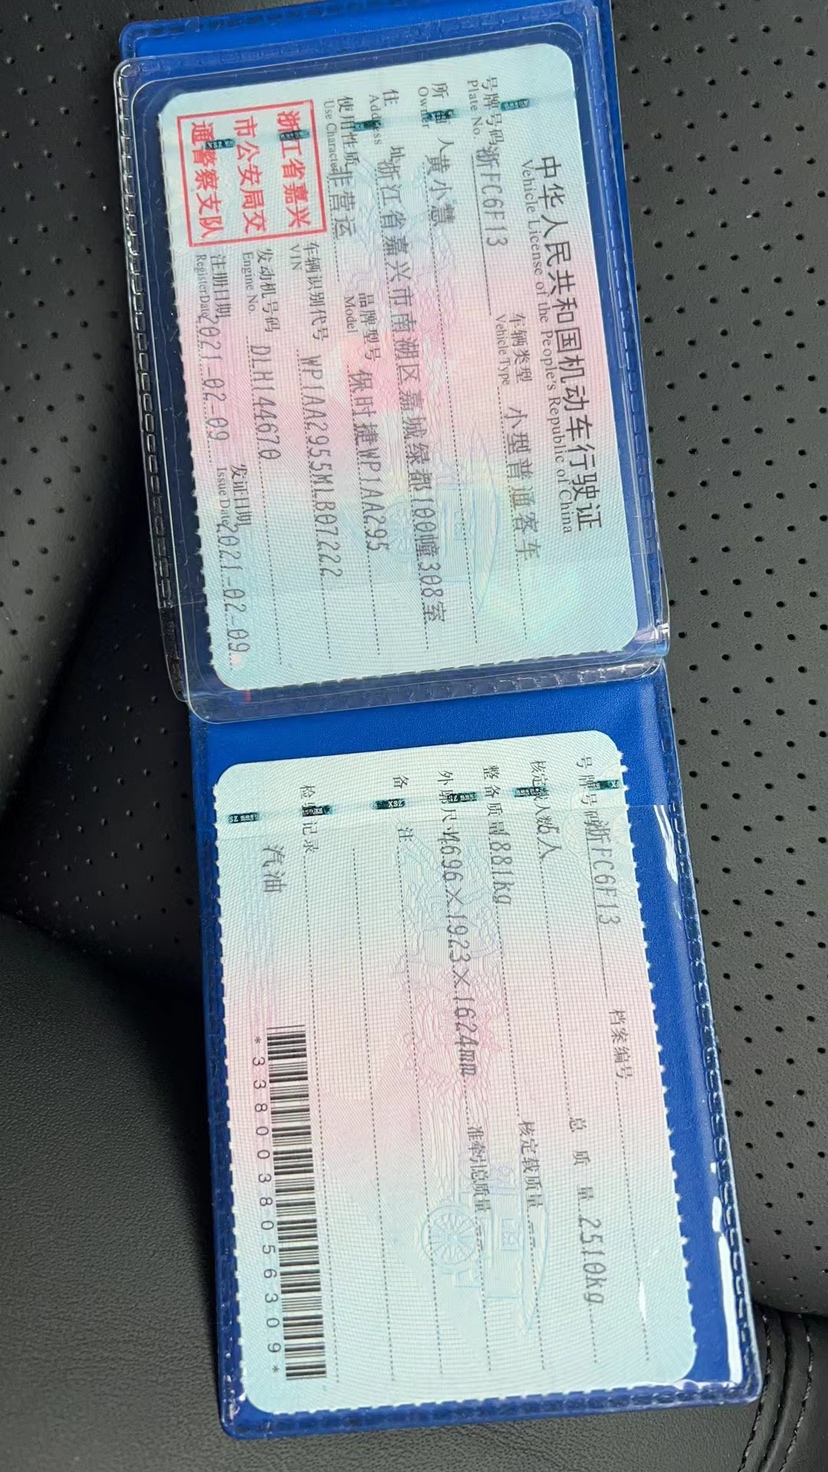 中华人民共和国机动车行驶证
Vehicle License of the People's Republic of China
号牌号码 浙FC6F13 车辆类型 小型普通客车
Plate No. Vehicle Type
所有人 黄小慧
Owner
住址 浙江省嘉兴市南湖区嘉城绿都100幢308室
Address
使用性质 非营运 品牌型号 保时捷WP1AA295
Use Character Model
浙江省嘉兴
市公安局交
通警察支队
车辆识别代号 WP1AA2955MLB07222
VIN
发动机号码 DLH144670
Engine No.
注册日期 2021-02-09 发证日期 2021-02-09
Register Date Issue Date
号牌号码 浙FC6F13 档案编号
核定载人数 5人 总质量 2510kg
整备质量 1881kg 核定载质量 --
外廓尺寸 4696×1923×1624mm 准牵引总质量 --
备注
检验记录
汽油
*3380038056309*